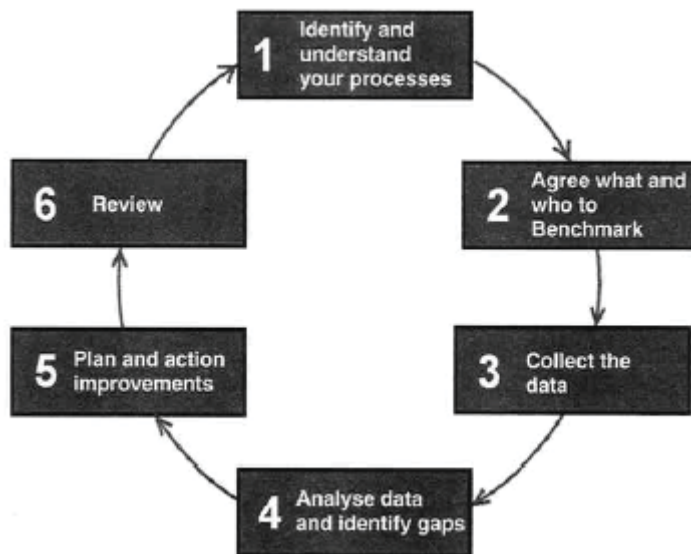 1 Identify and
understand
your processes
2 Agree what and
who to
Benchmark
3 Collect the
data
4 Analyse data
and identify gaps
5 Plan and action
improvements
6 Review